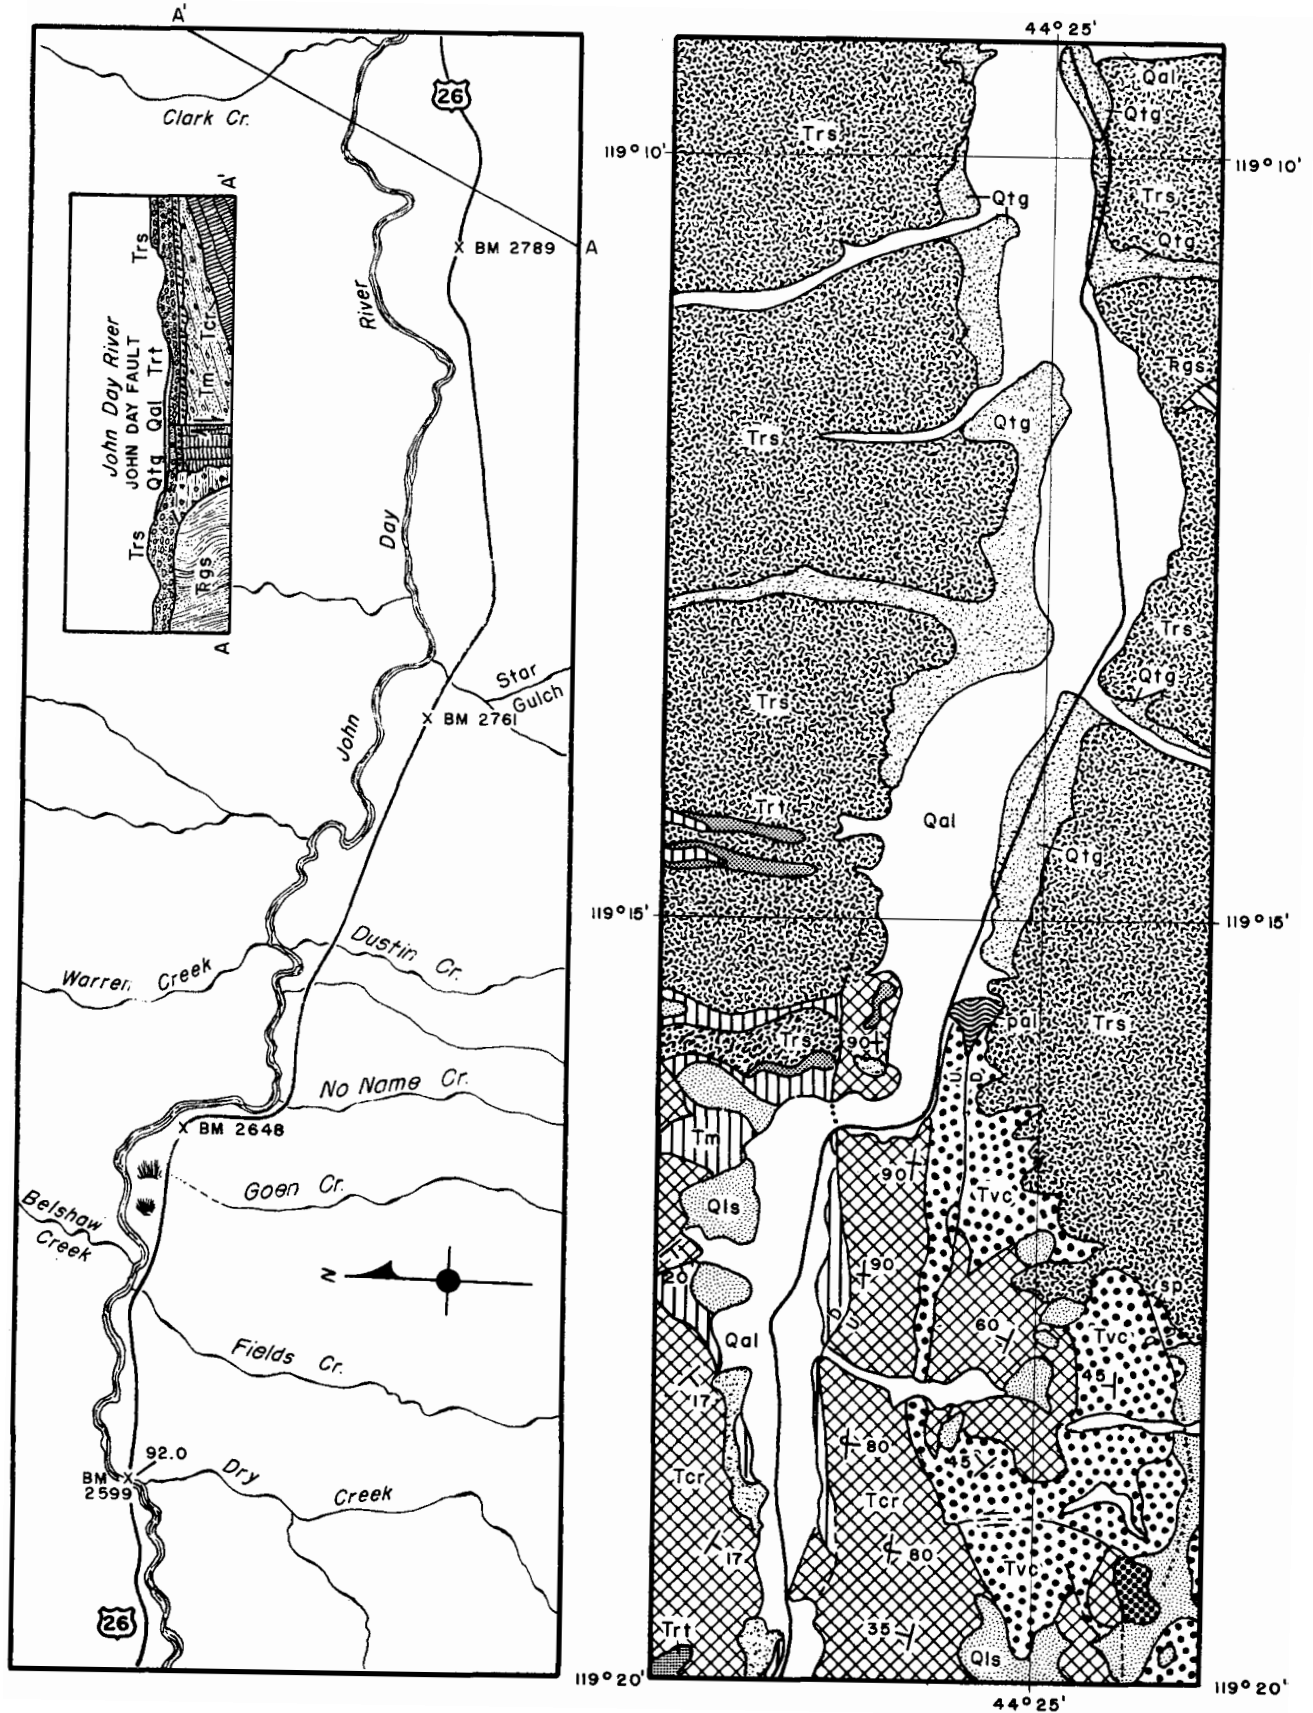 A'
26
Clark Cr.
A'
BM 2789
A
River
Trs
Tc
John Day River
JOHN DAY FAULT
Trt
Tm
Qal
Qtg
Day
Trs
Rgs
A
Star
Gulch
BM 2761
John
Dustin Cr.
Warren Creek
No Name Cr.
BM 2648
Goen Cr.
Belshaw
Creek
N
Fields Cr.
92.0
BM
2599
Dry
Creek
26
44° 25'
Qal
Qtg
Trs
119° 10'
119° 10'
Qtg
Trs
Qtg
Rgs
Qtg
Trs
Trs
Qtg
Trs
Trt
Qal
Qtg
119° 15'
119° 15'
pal
Trs
Trs
90
U
D
Tm
90
Tvc
Qls
90
20
sp
D
U
60
Qal
Tvc
45
17
80
45
Tcr
Tcr
17
80
Tvc
35
Trt
Qls
119° 20'
119° 20'
44° 25'